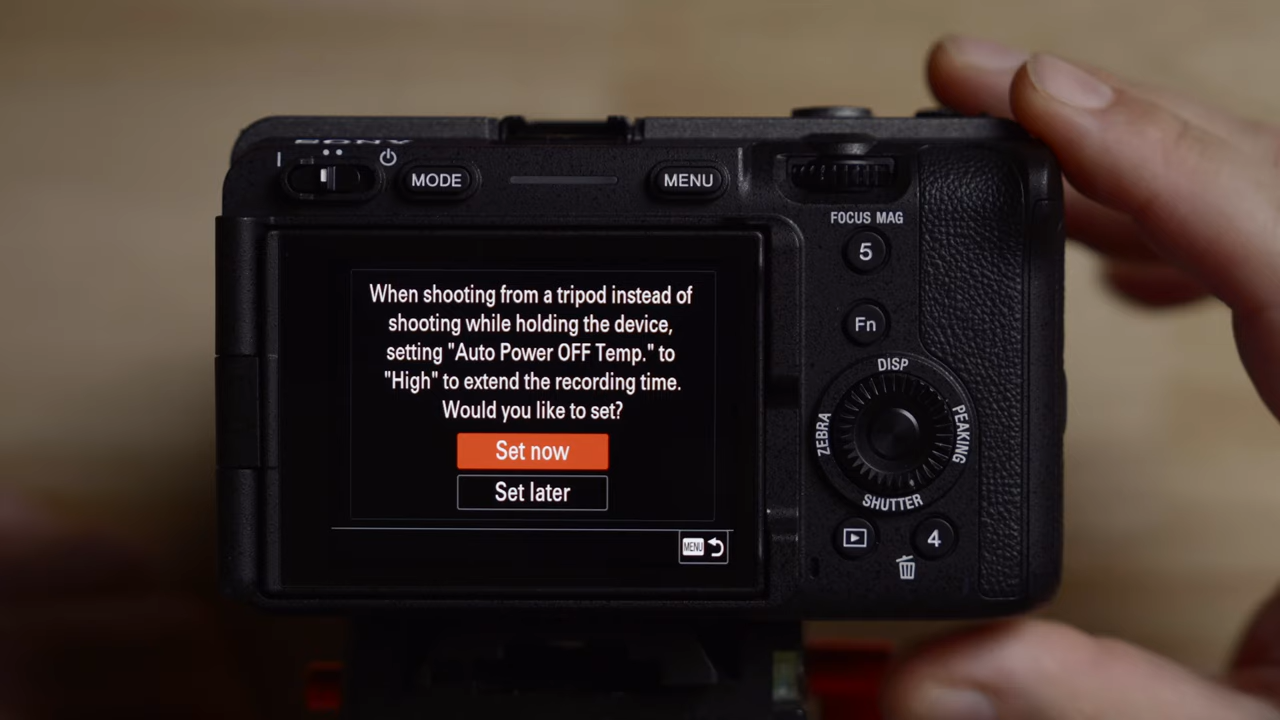 SONY
I
MODE
MENU
FOCUS MAG
5
Fn
DISP
ZEBRA
PEAKING
SHUTTER
4
When shooting from a tripod instead of
shooting while holding the device,
setting "Auto Power OFF Temp." to
"High" to extend the recording time.
Would you like to set?
Set now
Set later
MENU